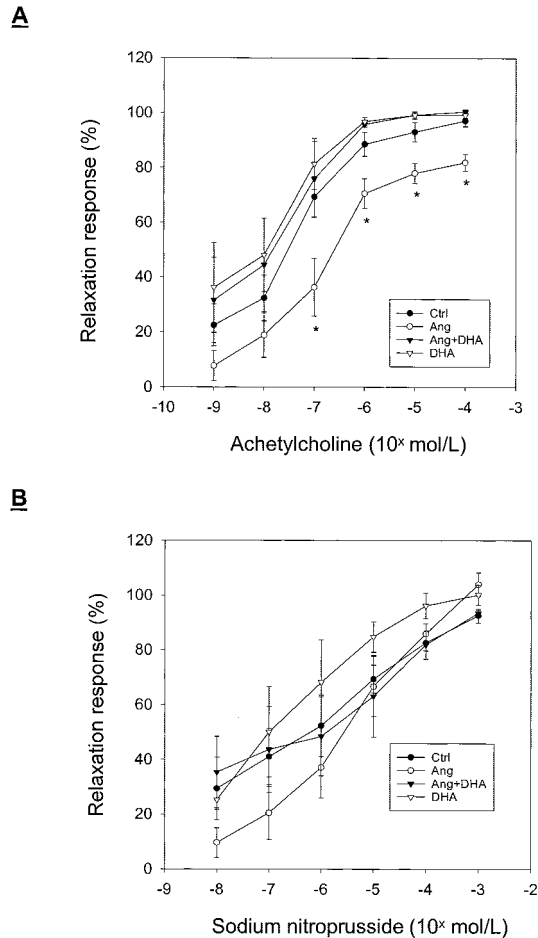 A
Relaxation response (%)
120
100
80
60
40
20
0
*
*
*
*
Ctrl
Ang
Ang+DHA
DHA
-10 -9 -8 -7 -6 -5 -4 -3
Achetylcholine (10ˣ mol/L)
B
Relaxation response (%)
120
100
80
60
40
20
0
Ctrl
Ang
Ang+DHA
DHA
-9 -8 -7 -6 -5 -4 -3 -2
Sodium nitroprusside (10ˣ mol/L)